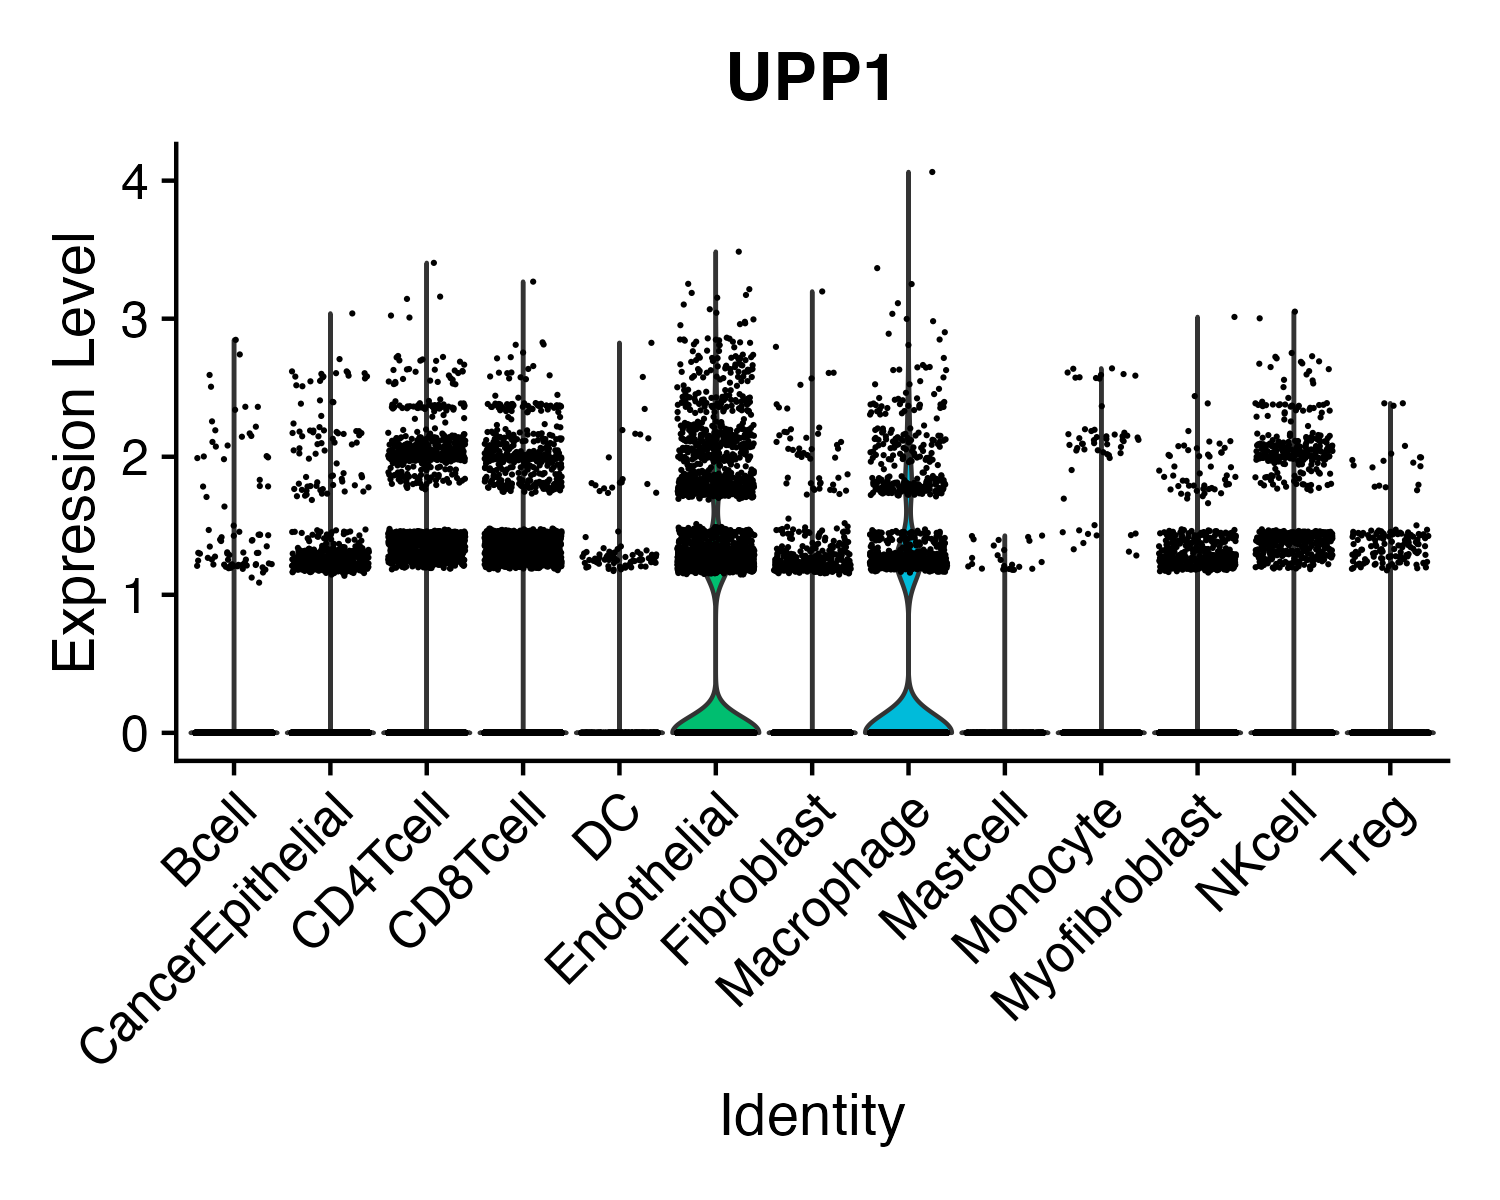 UPP1
Expression Level
4
3
2
1
0
Bcell
CancerEpithelial
CD4Tcell
CD8Tcell
DC
Endothelial
Fibroblast
Macrophage
Mastcell
Monocyte
Myofibroblast
NKcell
Treg
Identity